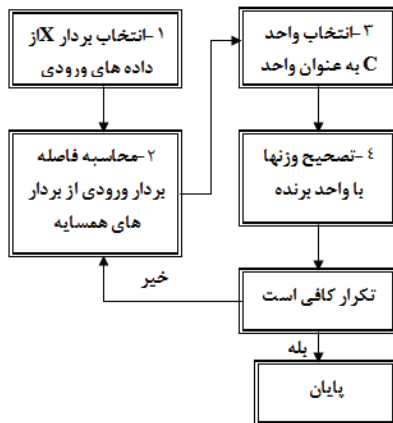 ۱-انتخاب بردار Xاز
داده های ورودی
۲-محاسبه فاصله
بردار ورودی از بردار
های همسایه
۳-انتخاب واحد
C به عنوان واحد
٤-تصحیح وزنها
با واحد برنده
تکرار کافی است
خیر
بله
پایان